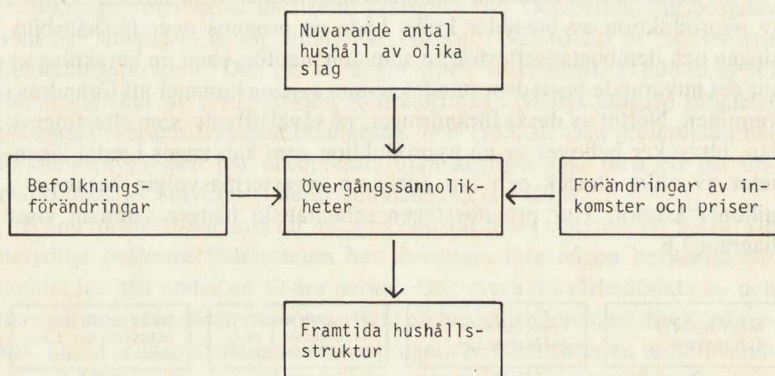 Nuvarande antal
hushåll av olika
slag
Befolknings-
förändringar
Övergångssannolik-
heter
Förändringar av in-
komster och priser
Framtida hushålls-
struktur